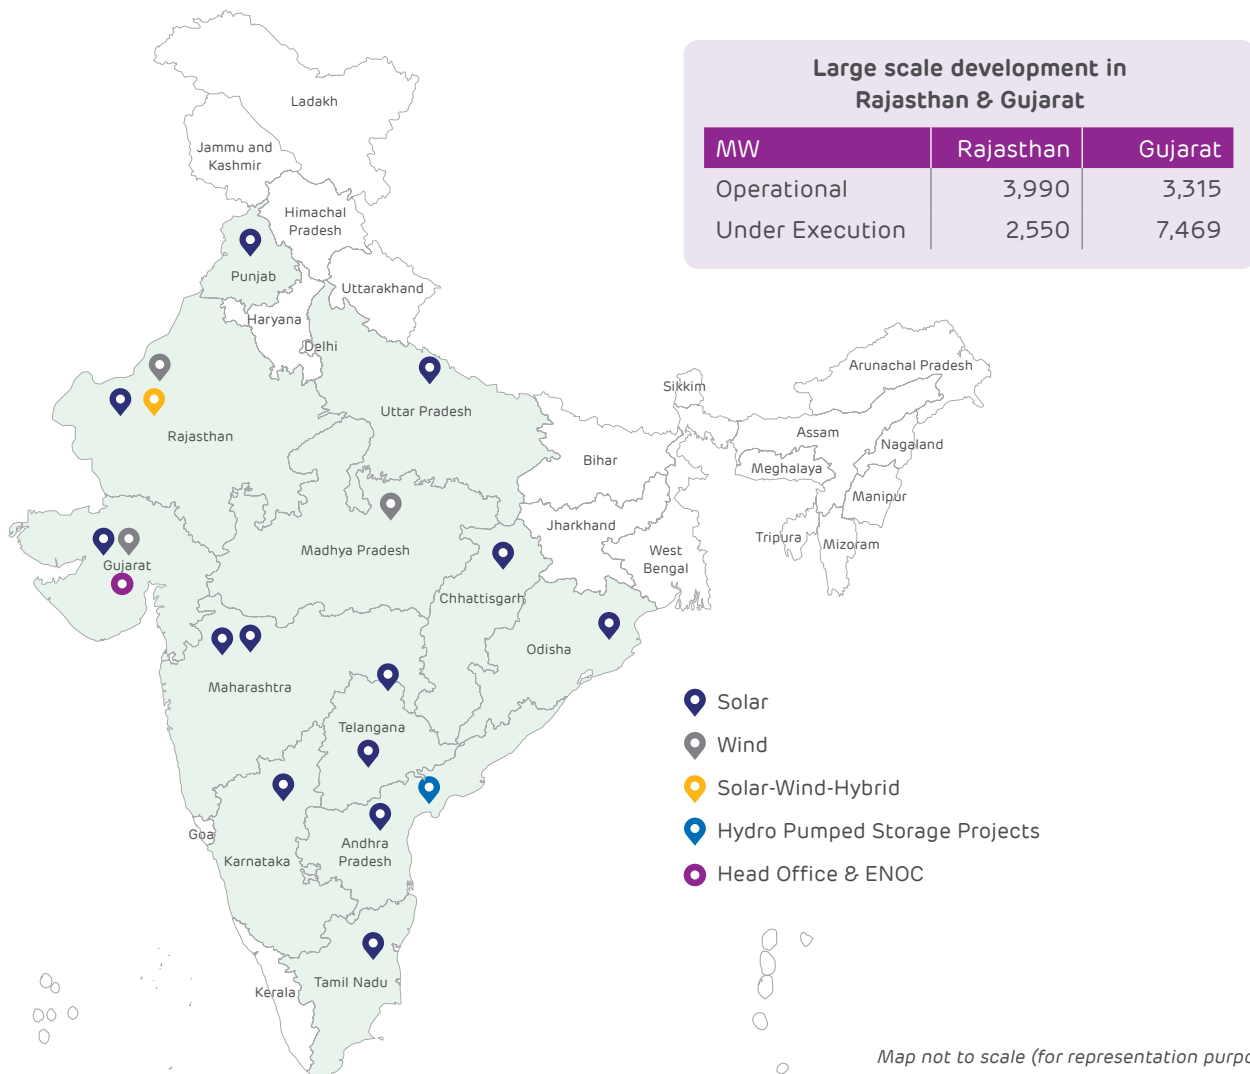 Large scale development in
Rajasthan & Gujarat
MW Rajasthan Gujarat
Operational 3,990 3,315
Under Execution 2,550 7,469
Ladakh
Jammu and
Kashmir
Himachal
Pradesh
Punjab
Uttarakhand
Haryana
Delhi
Arunachal Pradesh
Sikkim
Uttar Pradesh
Rajasthan
Assam
Nagaland
Bihar
Meghalaya
Manipur
Jharkhand
Tripura
Mizoram
West
Bengal
Madhya Pradesh
Gujarat
Chhattisgarh
Odisha
Maharashtra
Telangana
Goa
Karnataka
Andhra
Pradesh
Tamil Nadu
Kerala
Solar
Wind
Solar-Wind-Hybrid
Hydro Pumped Storage Projects
Head Office & ENOC
Map not to scale (for representation